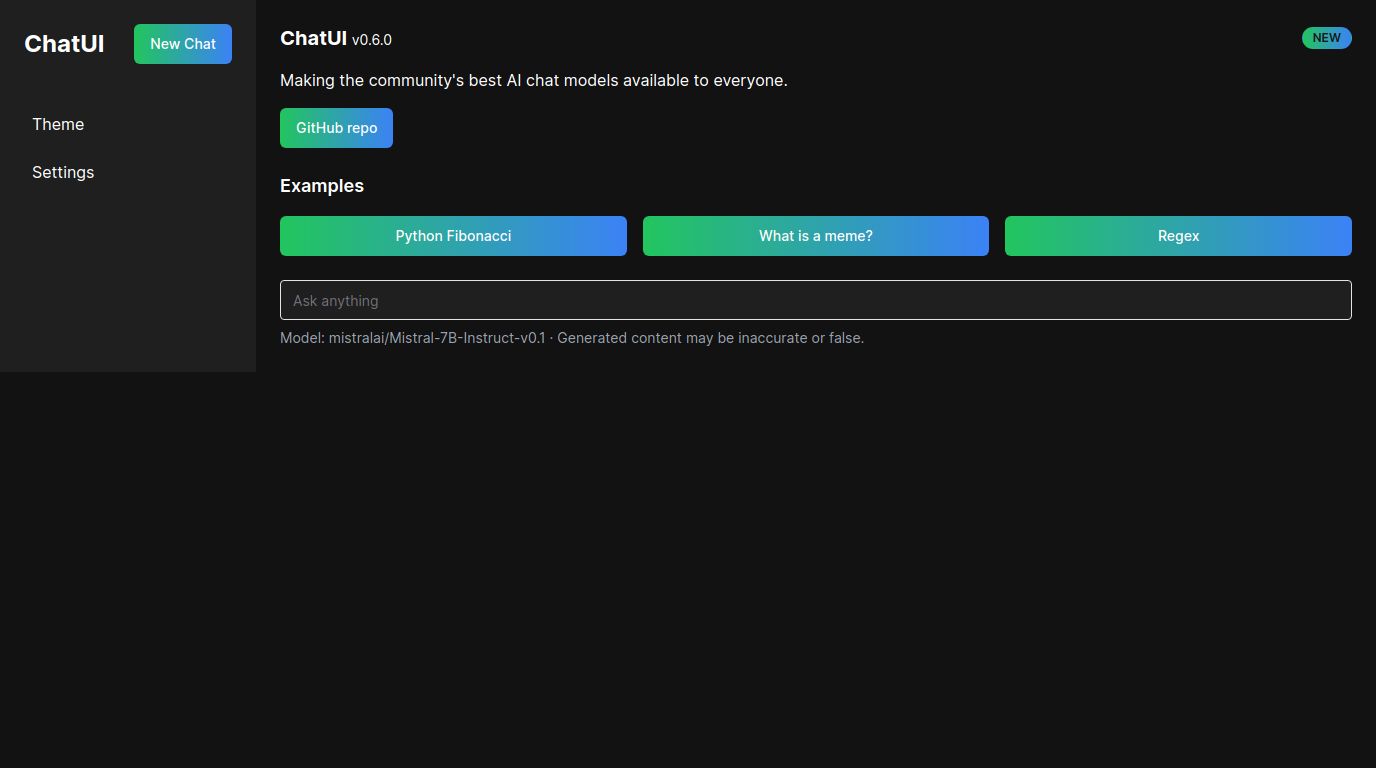 ChatUI
New Chat
Theme
Settings
ChatUI v0.6.0
NEW
Making the community's best AI chat models available to everyone.
GitHub repo
Examples
Python Fibonacci
What is a meme?
Regex
Ask anything
Model: mistralai/Mistral-7B-Instruct-v0.1 · Generated content may be inaccurate or false.